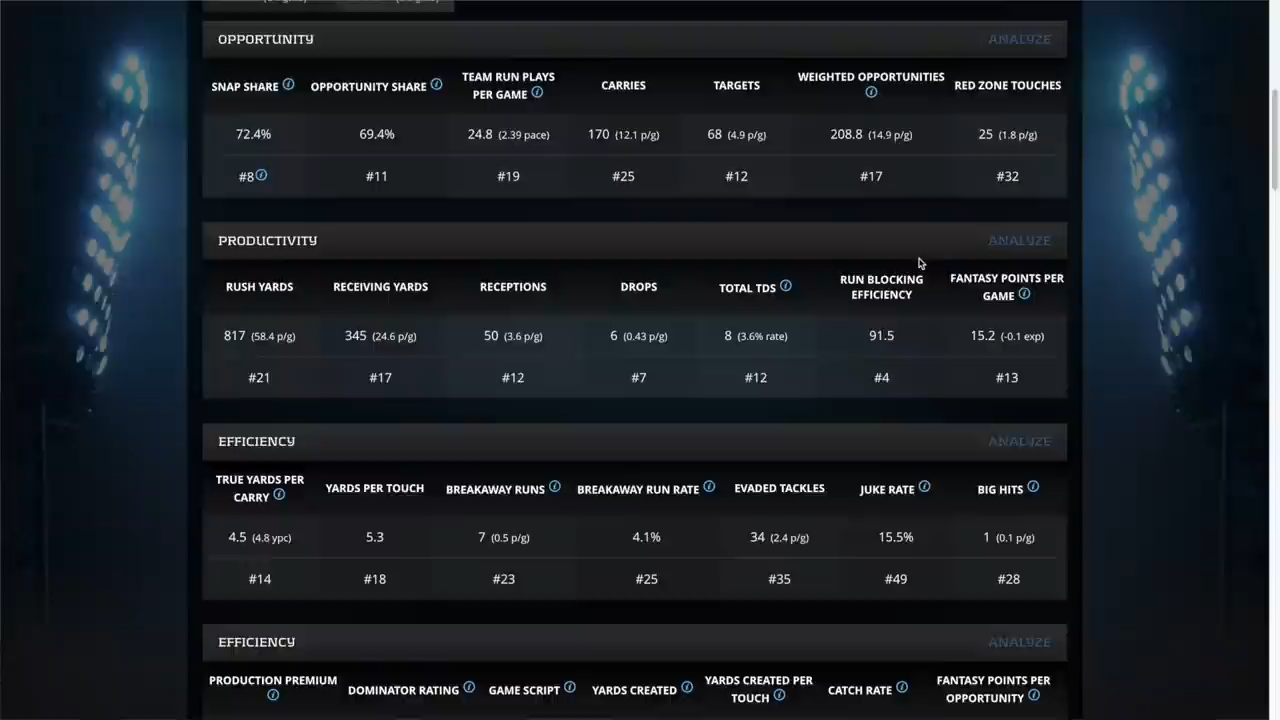 OPPORTUNITY ANALYZE
SNAP SHARE OPPORTUNITY SHARE TEAM RUN PLAYS PER GAME CARRIES TARGETS WEIGHTED OPPORTUNITIES RED ZONE TOUCHES
72.4% 69.4% 24.8 (2.39 pace) 170 (12.1 p/g) 68 (4.9 p/g) 208.8 (14.9 p/g) 25 (1.8 p/g)
#8 #11 #19 #25 #12 #17 #32
PRODUCTIVITY ANALYZE
RUSH YARDS RECEIVING YARDS RECEPTIONS DROPS TOTAL TDS RUN BLOCKING EFFICIENCY FANTASY POINTS PER GAME
817 (58.4 p/g) 345 (24.6 p/g) 50 (3.6 p/g) 6 (0.43 p/g) 8 (3.6% rate) 91.5 15.2 (-0.1 exp)
#21 #17 #12 #7 #12 #4 #13
EFFICIENCY ANALYZE
TRUE YARDS PER CARRY YARDS PER TOUCH BREAKAWAY RUNS BREAKAWAY RUN RATE EVADED TACKLES JUKE RATE BIG HITS
4.5 (4.8 ypc) 5.3 7 (0.5 p/g) 4.1% 34 (2.4 p/g) 15.5% 1 (0.1 p/g)
#14 #18 #23 #25 #35 #49 #28
EFFICIENCY ANALYZE
PRODUCTION PREMIUM DOMINATOR RATING GAME SCRIPT YARDS CREATED YARDS CREATED PER TOUCH CATCH RATE FANTASY POINTS PER OPPORTUNITY